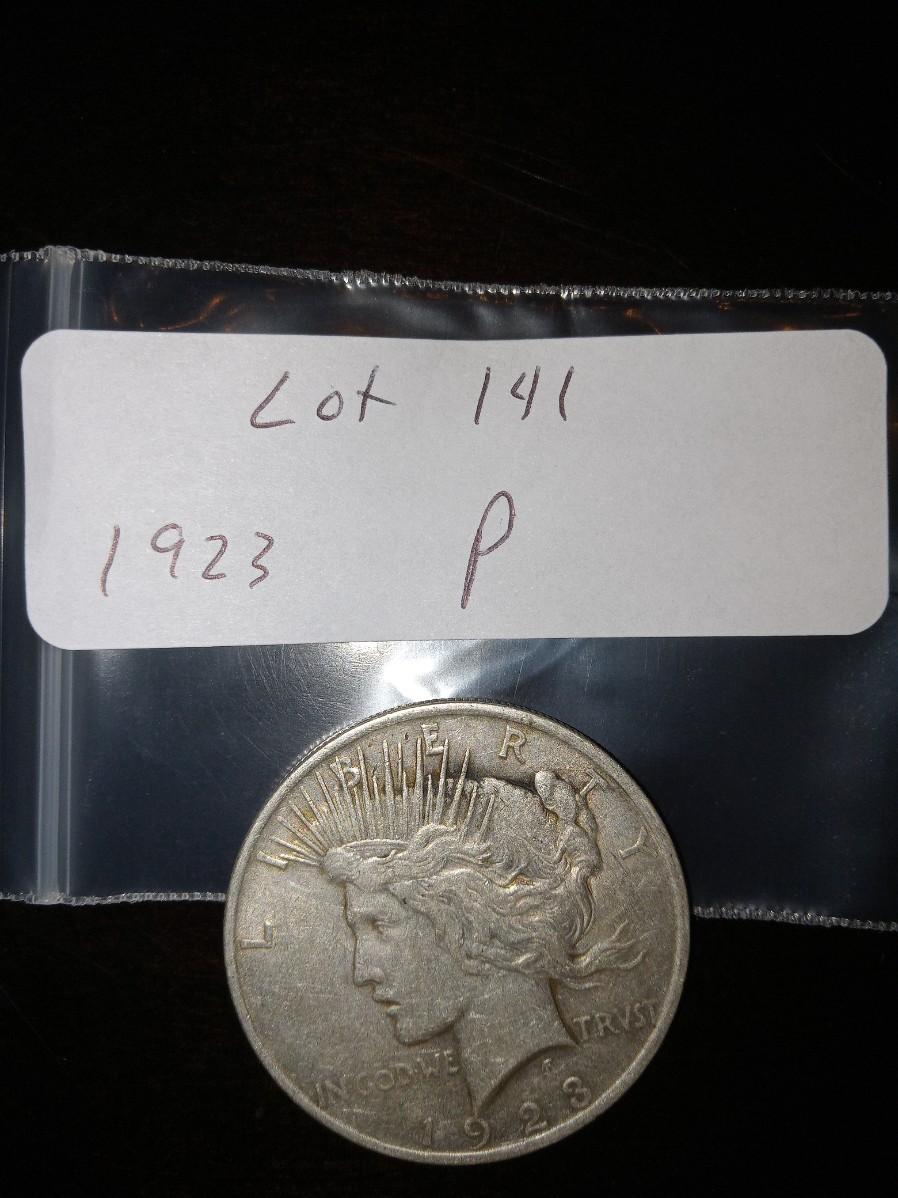 Lot 141
1923 P
LIBERTY
IN GOD WE TRVST
1923